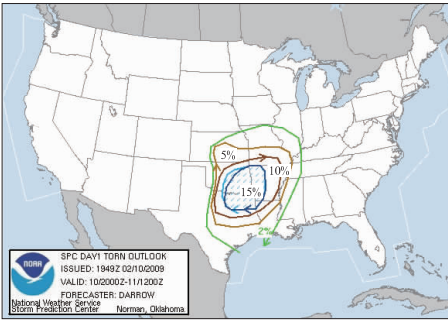 5%
10%
15%
2%
NOAA
SPC DAY1 TORN OUTLOOK
ISSUED: 1949Z 02/10/2009
VALID: 10/2000Z-11/1200Z
FORECASTER: DARROW
National Weather Service
Storm Prediction Center Norman, Oklahoma